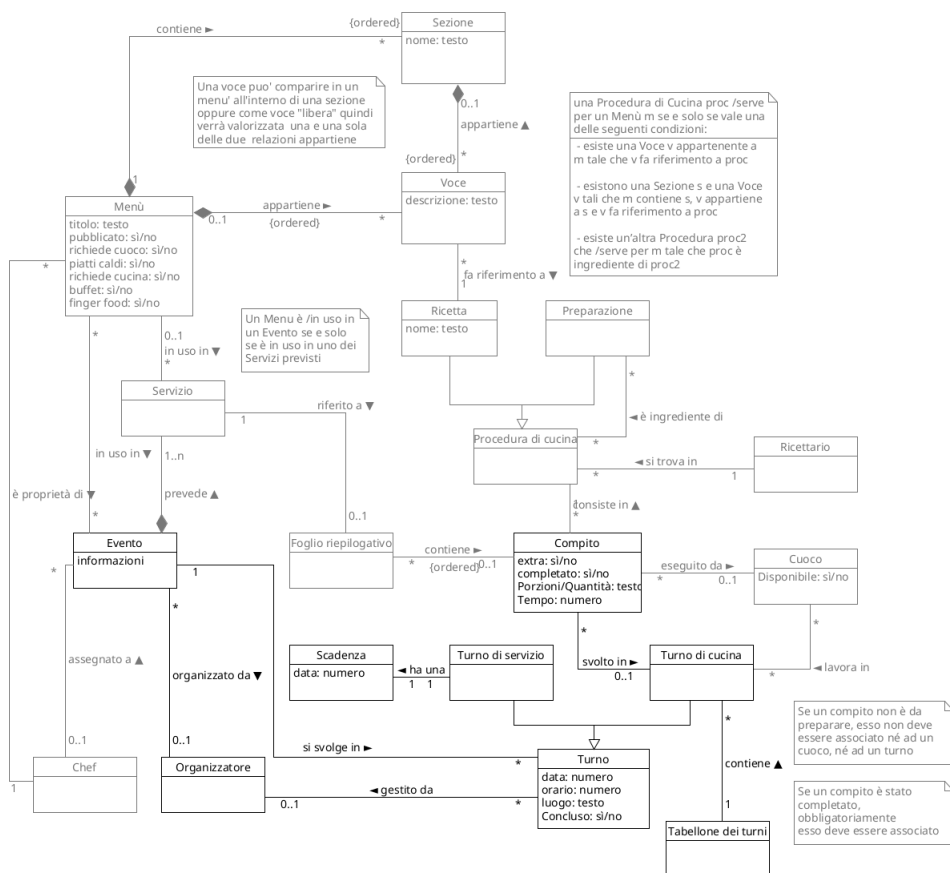 {ordered}
Sezione
contiene ►
*
nome: testo
Una voce puo' comparire in un
menu' all'interno di una sezione
oppure come voce "libera" quindi
verrà valorizzata una e una sola
delle due relazioni appartiene
0..1
appartiene ▲
{ordered}
*
una Procedura di Cucina proc /serve
per un Menù m se e solo se vale una
delle seguenti condizioni:
- esiste una Voce v appartenente a
m tale che v fa riferimento a proc
- esistono una Sezione s e una Voce
v tali che m contiene s, v appartiene
a s e v fa riferimento a proc
- esiste un'altra Procedura proc2
che /serve per m tale che proc è
ingrediente di proc2
1
Menù
titolo: testo
pubblicato: sì/no
richiede cuoco: sì/no
piatti caldi: sì/no
richiede cucina: sì/no
buffet: sì/no
finger food: sì/no
appartiene ►
0..1
*
{ordered}
Voce
descrizione: testo
*
fa riferimento a ▼
1
*
*
0..1
in uso in ▼
*
Un Menu è /in uso in
un Evento se e solo
se è in uso in uno dei
Servizi previsti
Ricetta
nome: testo
Preparazione
*
◄ è ingrediente di
*
Servizio
1
riferito a ▼
Procedura di cucina
◄ si trova in
*
1
Ricettario
in uso in ▼
1..n
è proprietà di ▼
prevede ▲
*
0..1
1
consiste in ▲
*
Evento
informazioni
*
1
Foglio riepilogativo
contiene ►
*
0..1
{ordered}
Compito
extra: sì/no
completato: sì/no
Porzioni/Quantità: testo
Tempo: numero
eseguito da ►
*
0..1
Cuoco
Disponibile: sì/no
*
*
*
assegnato a ▲
organizzato da ▼
Scadenza
data: numero
◄ ha una
1
1
Turno di servizio
svolto in ►
0..1
Turno di cucina
◄ lavora in
*
*
Se un compito non è da
preparare, esso non deve
essere associato né ad un
cuoco, né ad un turno
0..1
0..1
si svolge in ►
*
contiene ▲
1
Chef
1
Organizzatore
◄ gestito da
0..1
*
Turno
data: numero
orario: numero
luogo: testo
Concluso: sì/no
Se un compito è stato
completato,
obbligatoriamente
esso deve essere associato
Tabellone dei turni